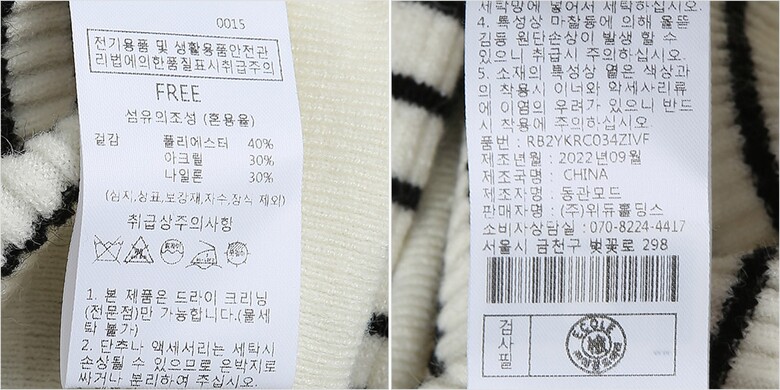 0015
전기용품 및 생활용품안전관
리법에의한품질표시취급주의
FREE
섬유의조성 (혼용율)
겉감 폴리에스터 40%
아크릴 30%
나일론 30%
(심지,상표,보강재,자수,장식 제외)
취급상주의사항
1. 본 제품은 드라이 크리닝
(전문점)만 가능합니다.(물세
탁 불가)
2. 단추나 액세서리는 세탁시
손상될 수 있으므로 은박지로
싸거나 분리하여 주십시오.
세탁망에 넣어서 세탁하십시오.
4. 특성상 마찰등에 의해 올뜯
김등 원단손상이 발생 할 수
있으니 취급시 주의하십시오.
5. 소재의 특성상 옅은 색상과
의 착용시 이너와 악세사리류
에 이염의 우려가 있으니 반드
시 착용에 주의하십시오.
품번 : RB2YKRC034ZIVF
제조년월 : 2022년09월
제조국명 : CHINA
제조자명 : 동관모드
판매자명 : (주)위듀홀딩스
소비자상담실 : 070-8224-4417
서울시 금천구 벚꽃로 298
검사필
ECOLE